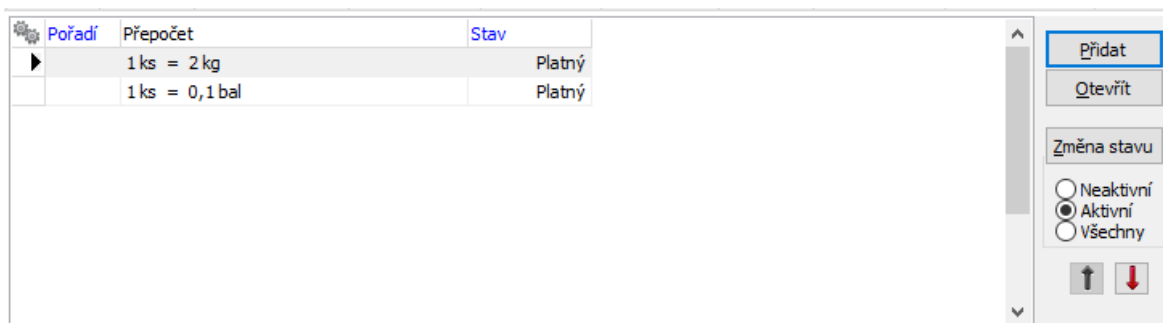 Pořadí Přepočet Stav
1 ks = 2 kg Platný
1 ks = 0,1 bal Platný
Přidat
Otevřít
Změna stavu
Neaktivní
Aktivní
Všechny